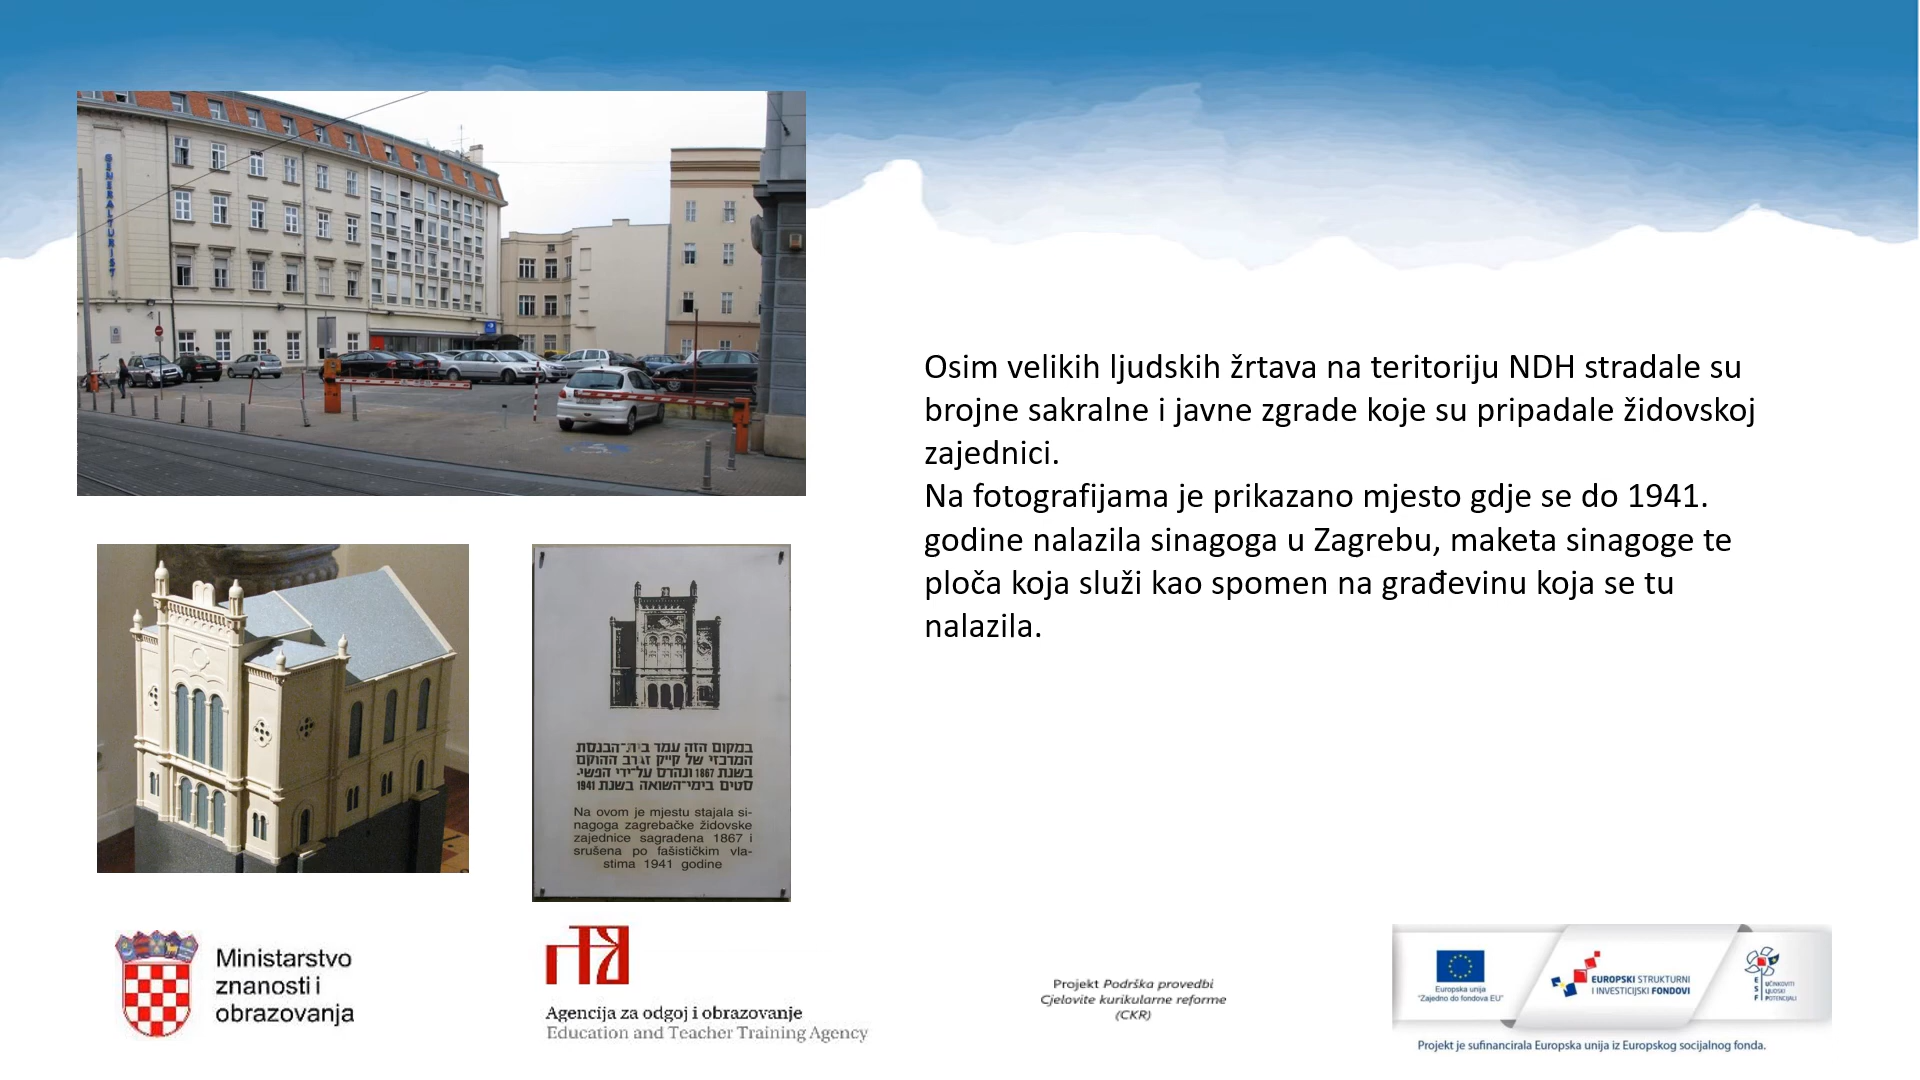 GENERALTURIST
Osim velikih ljudskih žrtava na teritoriju NDH stradale su
brojne sakralne i javne zgrade koje su pripadale židovskoj
zajednici.
Na fotografijama je prikazano mjesto gdje se do 1941.
godine nalazila sinagoga u Zagrebu, maketa sinagoge te
ploča koja služi kao spomen na građevinu koja se tu
nalazila.
במקום הזה עמד בית־הכנסת
המרכזי של ק״ק זגרב ההוקם
בשנת 1867 ונהרס על־ידי הפשי-
סטים בימי־השואה בשנת 1941
Na ovom je mjestu stajala si-
nagoga zagrebačke židovske
zajednice sagrađena 1867 i
srušena po fašističkim vla-
stima 1941 godine
Ministarstvo
znanosti i
obrazovanja
Agencija za odgoj i obrazovanje
Education and Teacher Training Agency
Projekt Podrška provedbi
Cjelovite kurikularne reforme
(CKR)
Europska unija
"Zajedno do fondova EU"
EUROPSKI STRUKTURNI
I INVESTICIJSKI FONDOVI
ESF
UČINKOVITI
LJUDSKI
POTENCIJALI
Projekt je sufinancirala Europska unija iz Europskog socijalnog fonda.